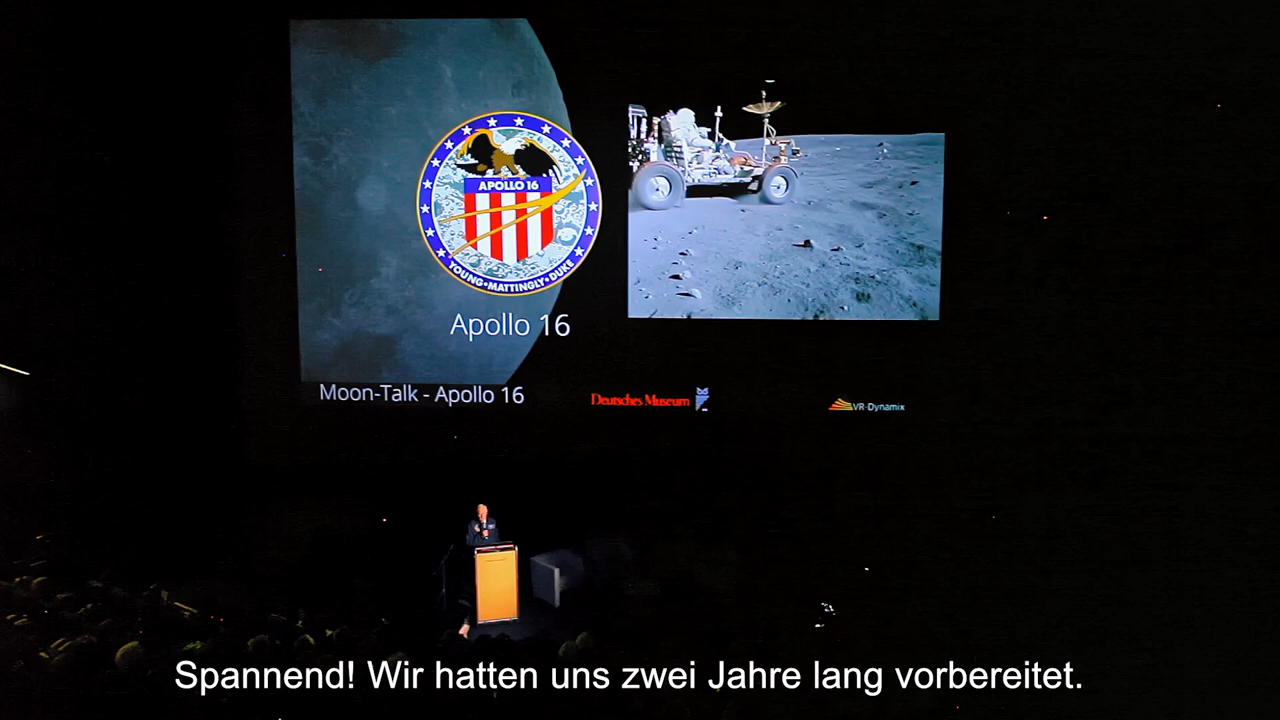 APOLLO 16
YOUNG•MATTINGLY•DUKE
Apollo 16
Moon-Talk - Apollo 16
Deutsches Museum
VR-Dynamix
Spannend! Wir hatten uns zwei Jahre lang vorbereitet.